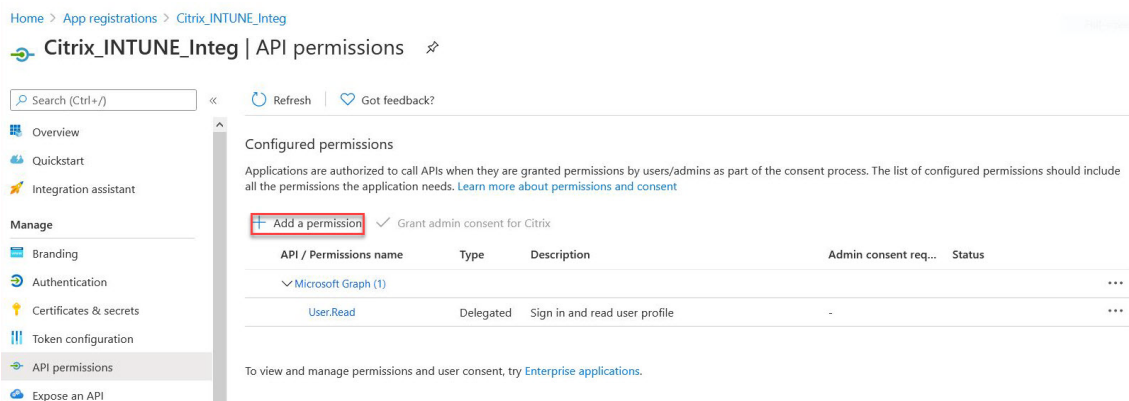 Home > App registrations > Citrix_INTUNE_Integ
Citrix_INTUNE_Integ | API permissions
Search (Ctrl+/)
«
Refresh
Got feedback?
Overview
Quickstart
Integration assistant
Manage
Branding
Authentication
Certificates & secrets
Token configuration
API permissions
Expose an API
Configured permissions
Applications are authorized to call APIs when they are granted permissions by users/admins as part of the consent process. The list of configured permissions should include
all the permissions the application needs. Learn more about permissions and consent
+ Add a permission ✓ Grant admin consent for Citrix
API / Permissions name Type Description Admin consent req... Status
Microsoft Graph (1) ...
User.Read Delegated Sign in and read user profile - ...
To view and manage permissions and user consent, try Enterprise applications.